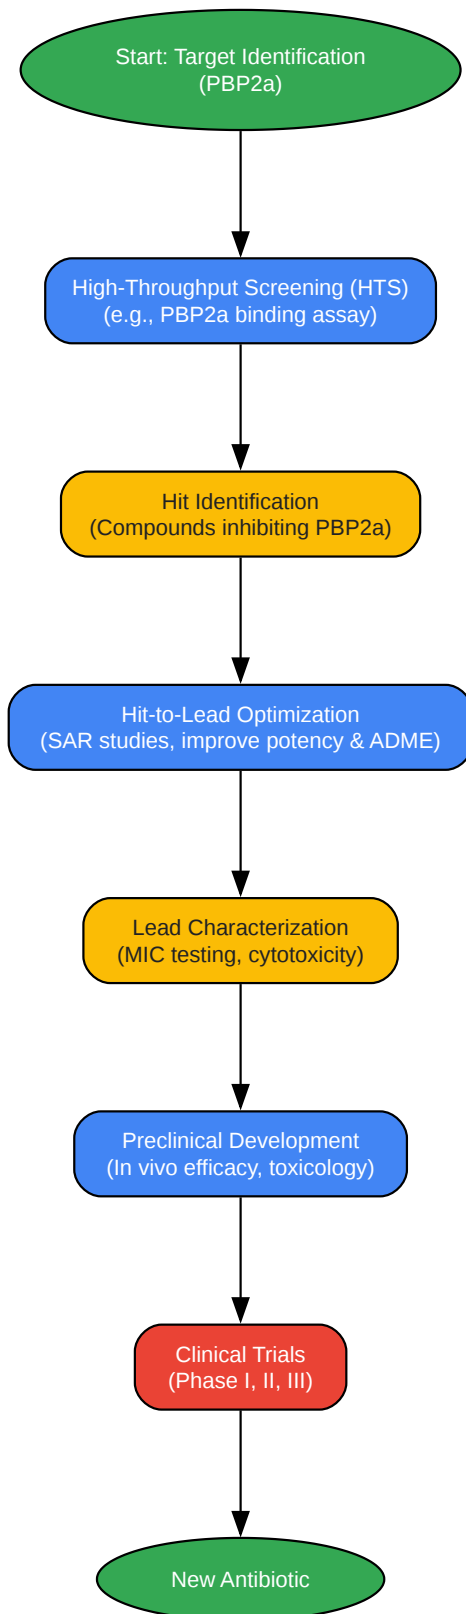 Start: Target Identification
(PBP2a)
High-Throughput Screening (HTS)
(e.g., PBP2a binding assay)
Hit Identification
(Compounds inhibiting PBP2a)
Hit-to-Lead Optimization
(SAR studies, improve potency & ADME)
Lead Characterization
(MIC testing, cytotoxicity)
Preclinical Development
(In vivo efficacy, toxicology)
Clinical Trials
(Phase I, II, III)
New Antibiotic